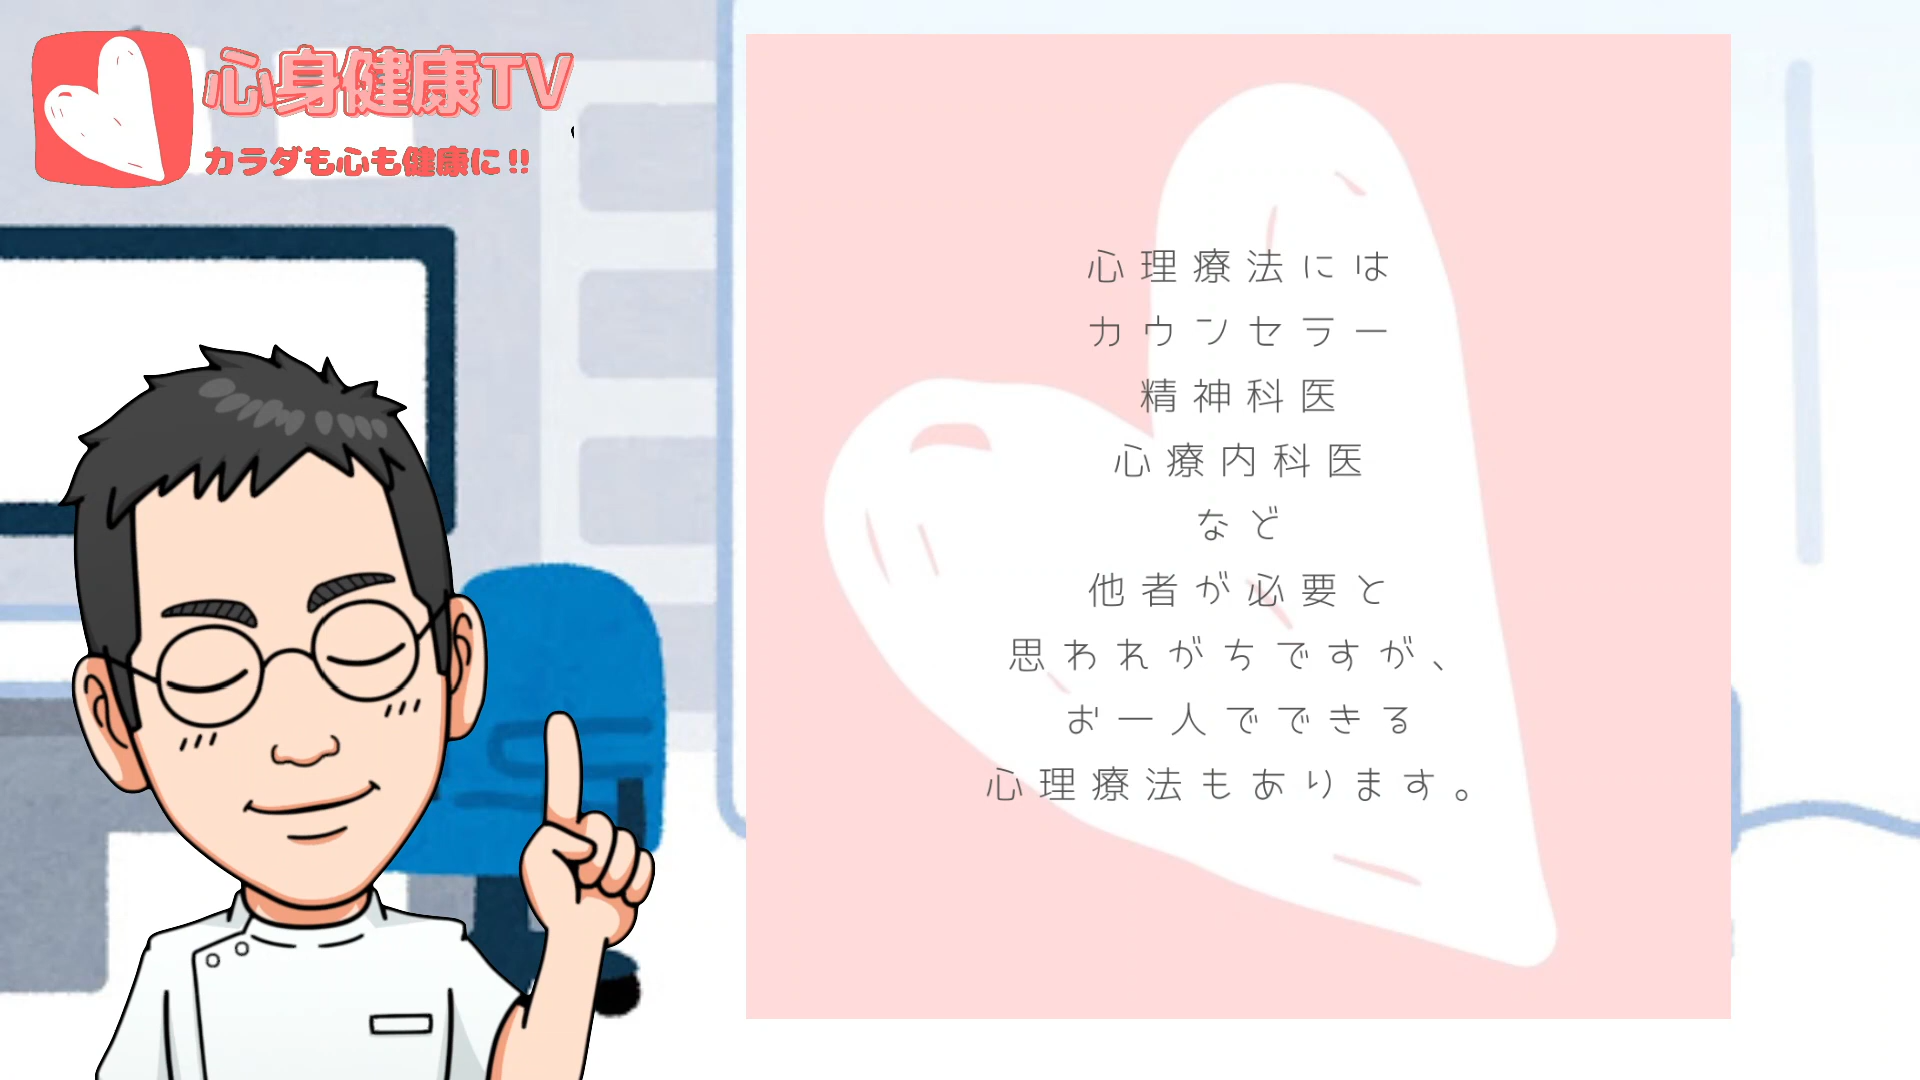 心身健康TV
カラダも心も健康に!!
心理療法には
カウンセラー
精神科医
心療内科医
など
他者が必要と
思われがちですが、
お一人でできる
心理療法もあります。